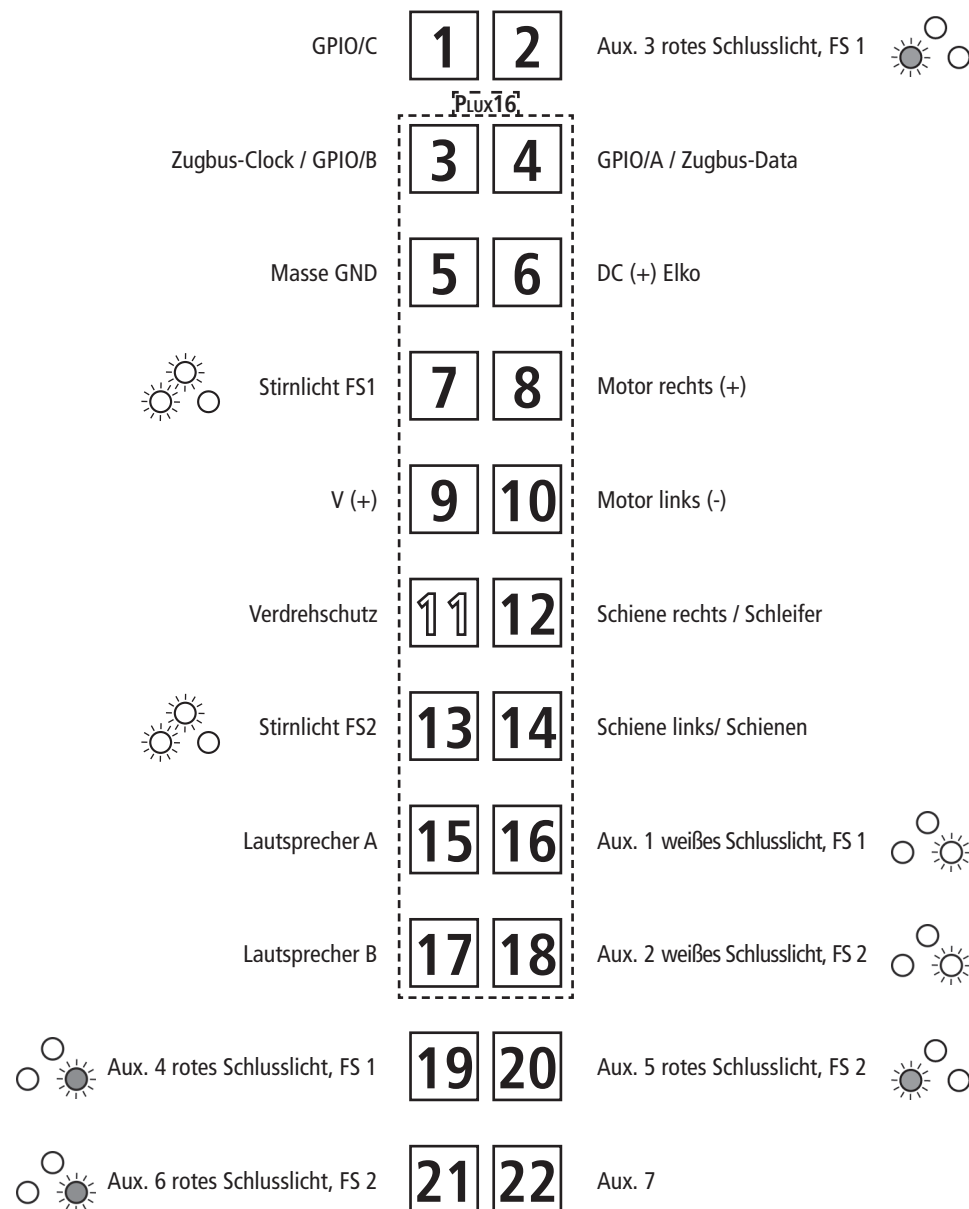 GPIO/C 1 2 Aux. 3 rotes Schlusslicht, FS 1
PLUX16
Zugbus-Clock / GPIO/B 3 4 GPIO/A / Zugbus-Data
Masse GND 5 6 DC (+) Elko
Stirnlicht FS1 7 8 Motor rechts (+)
V (+) 9 10 Motor links (-)
Verdrehschutz 11 12 Schiene rechts / Schleifer
Stirnlicht FS2 13 14 Schiene links/ Schienen
Lautsprecher A 15 16 Aux. 1 weißes Schlusslicht, FS 1
Lautsprecher B 17 18 Aux. 2 weißes Schlusslicht, FS 2
Aux. 4 rotes Schlusslicht, FS 1 19 20 Aux. 5 rotes Schlusslicht, FS 2
Aux. 6 rotes Schlusslicht, FS 2 21 22 Aux. 7